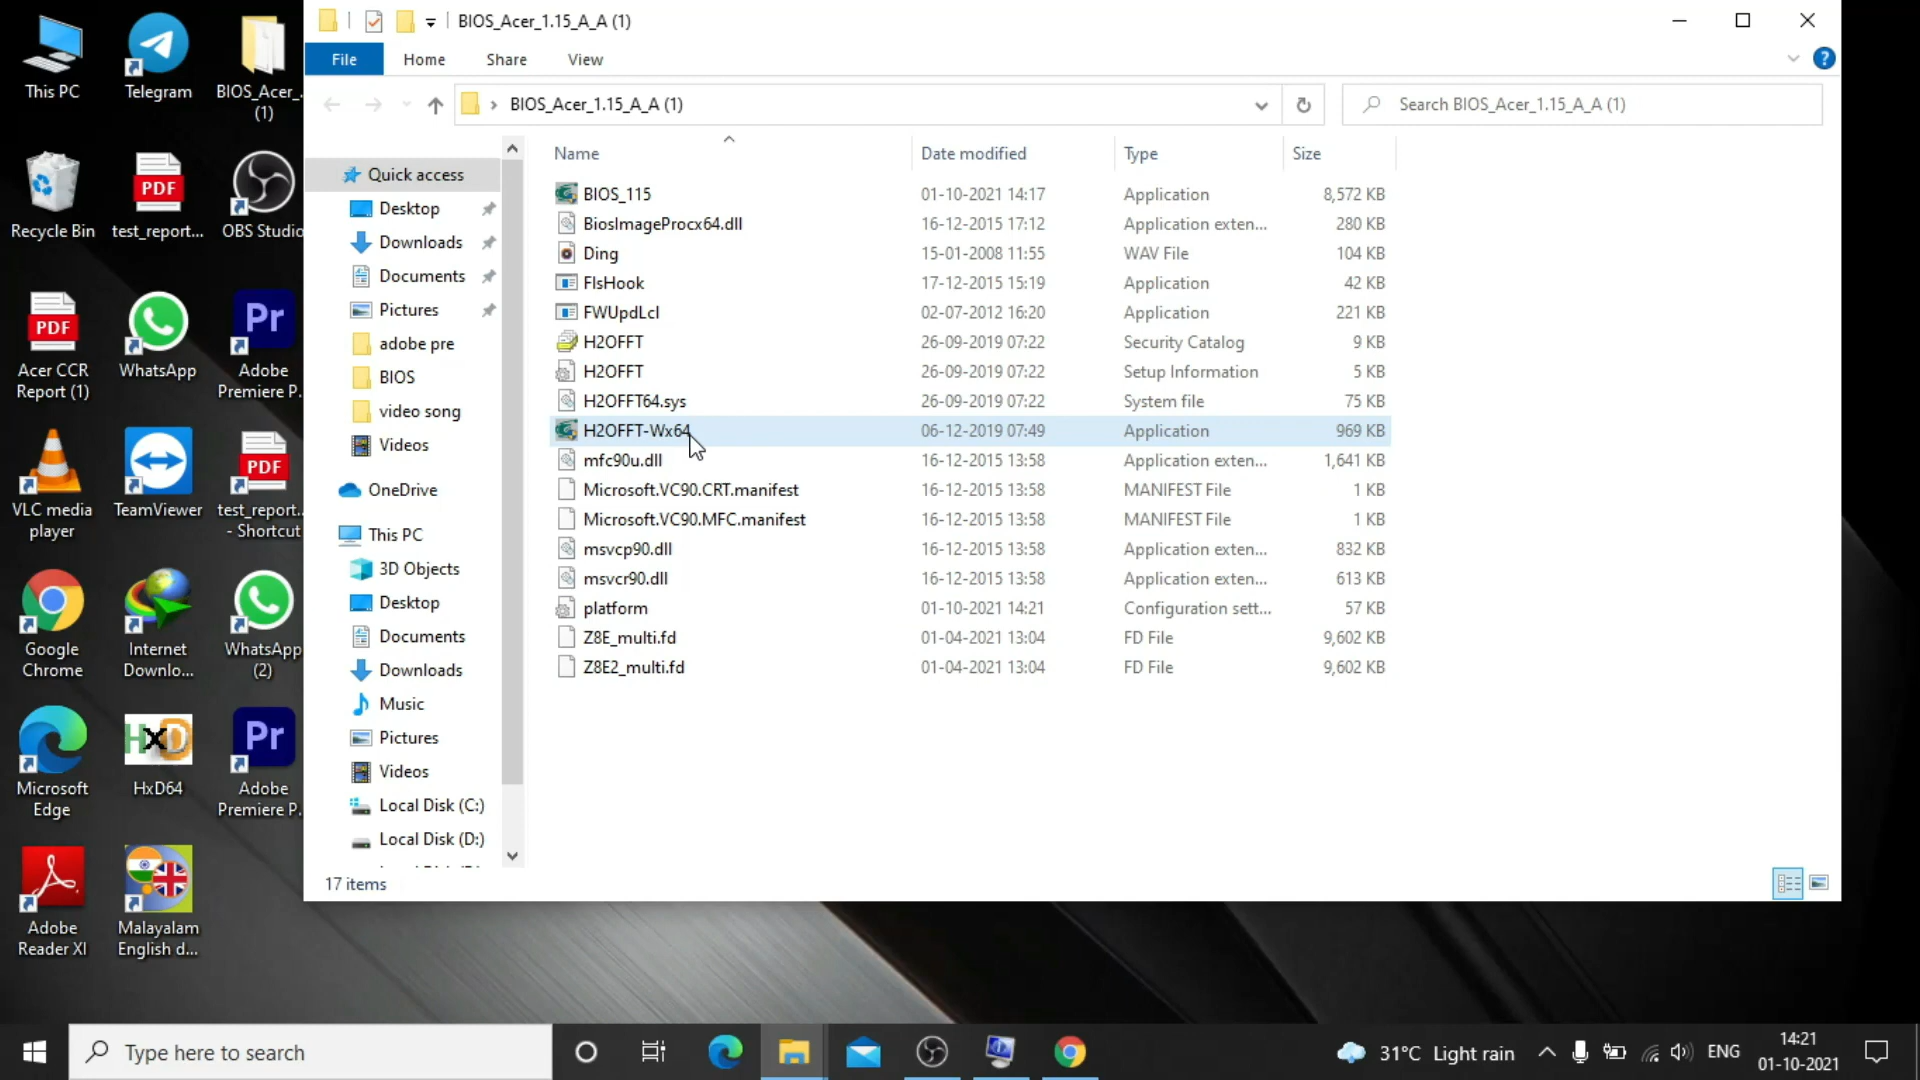 BIOS_Acer_1.15_A_A (1)
File
Home
Share
View
BIOS_Acer_1.15_A_A (1)
Search BIOS_Acer_1.15_A_A (1)
Name
Date modified
Type
Size
BIOS_115 01-10-2021 14:17 Application 8,572 KB
BiosImageProcx64.dll 16-12-2015 17:12 Application exten... 280 KB
Ding 15-01-2008 11:55 WAV File 104 KB
FlsHook 17-12-2015 15:19 Application 42 KB
FWUpdLcl 02-07-2012 16:20 Application 221 KB
H2OFFT 26-09-2019 07:22 Security Catalog 9 KB
H2OFFT 26-09-2019 07:22 Setup Information 5 KB
H2OFFT64.sys 26-09-2019 07:22 System file 75 KB
H2OFFT-Wx64 06-12-2019 07:49 Application 969 KB
mfc90u.dll 16-12-2015 13:58 Application exten... 1,641 KB
Microsoft.VC90.CRT.manifest 16-12-2015 13:58 MANIFEST File 1 KB
Microsoft.VC90.MFC.manifest 16-12-2015 13:58 MANIFEST File 1 KB
msvcp90.dll 16-12-2015 13:58 Application exten... 832 KB
msvcr90.dll 16-12-2015 13:58 Application exten... 613 KB
platform 01-10-2021 14:21 Configuration sett... 57 KB
Z8E_multi.fd 01-04-2021 13:04 FD File 9,602 KB
Z8E2_multi.fd 01-04-2021 13:04 FD File 9,602 KB
Quick access
Desktop
Downloads
Documents
Pictures
adobe pre
BIOS
video song
Videos
OneDrive
This PC
3D Objects
Desktop
Documents
Downloads
Music
Pictures
Videos
Local Disk (C:)
Local Disk (D:)
17 items
This PC
Telegram
BIOS_Acer_...
(1)
Recycle Bin
PDF
test_report...
OBS Studio
PDF
Acer CCR
Report (1)
WhatsApp
Pr
Adobe
Premiere P...
VLC media
player
TeamViewer
PDF
test_report...
- Shortcut
Google
Chrome
Internet
Downlo...
WhatsApp
(2)
Microsoft
Edge
HxD
HxD64
Pr
Adobe
Premiere P...
Adobe
Reader XI
Malayalam
English d...
Type here to search
31°C Light rain
ENG
14:21
01-10-2021